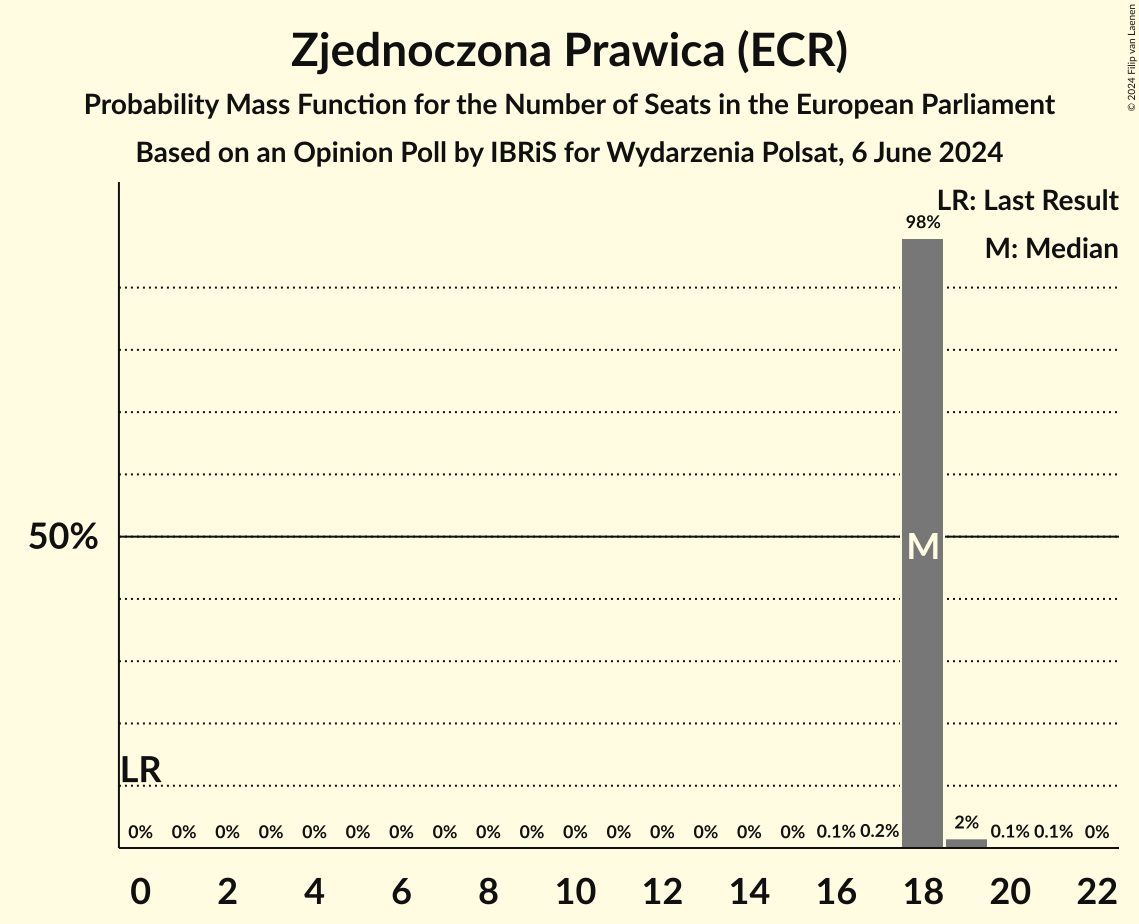 Zjednoczona Prawica (ECR)
Probability Mass Function for the Number of Seats in the European Parliament
Based on an Opinion Poll by IBRiS for Wydarzenia Polsat, 6 June 2024
© 2024 Filip van Laenen
LR: Last Result
98%
M: Median
50%
M
LR
0% 0% 0% 0% 0% 0% 0% 0% 0% 0% 0% 0% 0% 0% 0% 0% 0.1% 0.2% 2% 0.1% 0.1% 0%
0 2 4 6 8 10 12 14 16 18 20 22